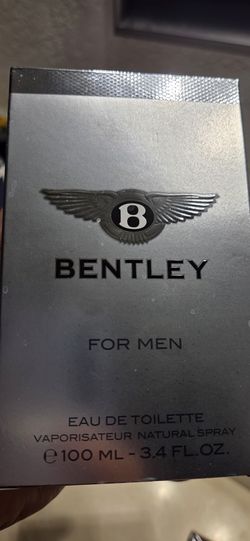 B
BENTLEY
FOR MEN
EAU DE TOILETTE
VAPORISATEUR NATURAL SPRAY
℮ 100 ML - 3.4 FL.OZ.